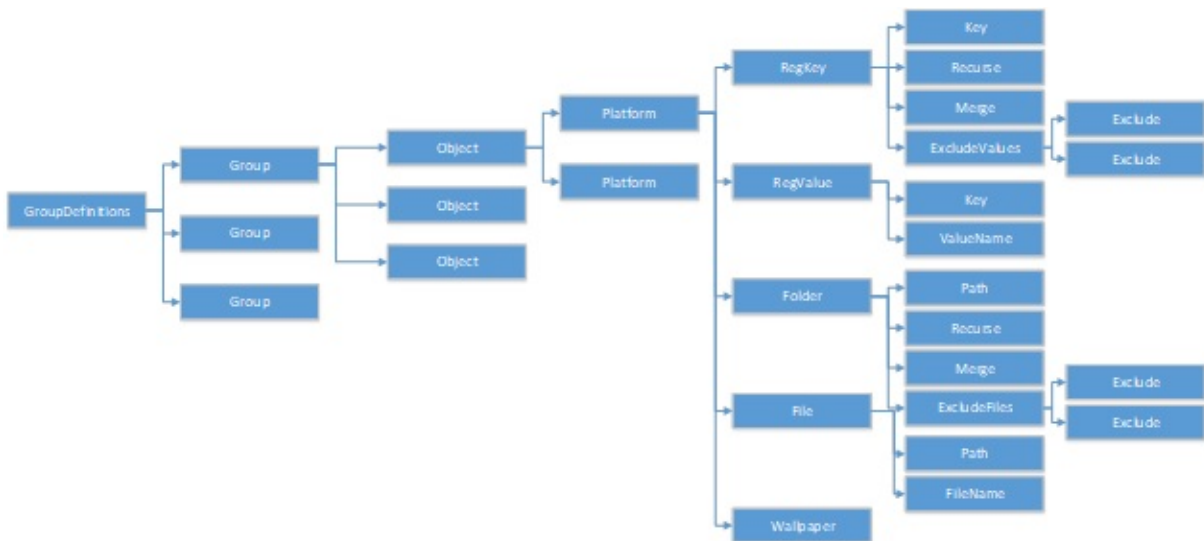 GroupDefinitions
Group
Group
Group
Object
Object
Object
Platform
Platform
RegKey
RegValue
Folder
File
Wallpaper
Key
Recurse
Merge
ExcludeValues
Key
ValueName
Path
Recurse
Merge
ExcludeFiles
Path
FileName
Exclude
Exclude
Exclude
Exclude